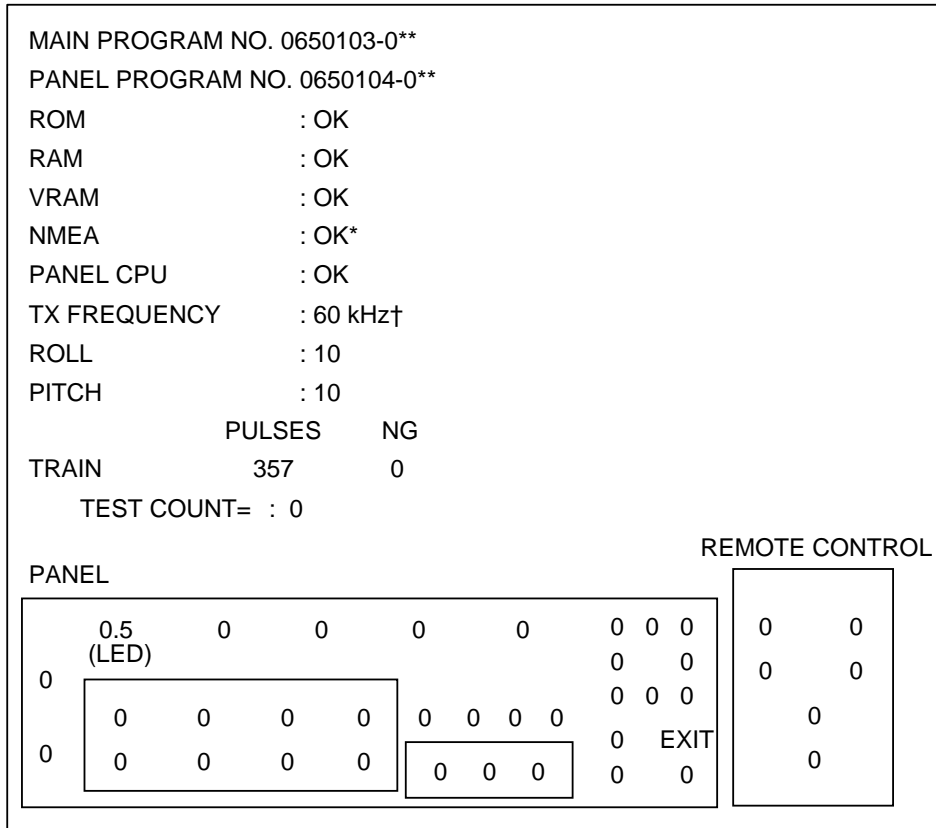 MAIN PROGRAM NO. 0650103-0**
PANEL PROGRAM NO. 0650104-0**
ROM : OK
RAM : OK
VRAM : OK
NMEA : OK*
PANEL CPU : OK
TX FREQUENCY : 60 kHz†
ROLL : 10
PITCH : 10
PULSES NG
TRAIN 357 0
TEST COUNT= : 0
REMOTE CONTROL
PANEL
0.5 0 0 0 0 0 0 0 0 0
(LED)
0 0 0 0
0
0 0 0
0 0 0 0 0 0 0 0 0
0 EXIT
0
0 0 0 0 0 0 0 0 0 0